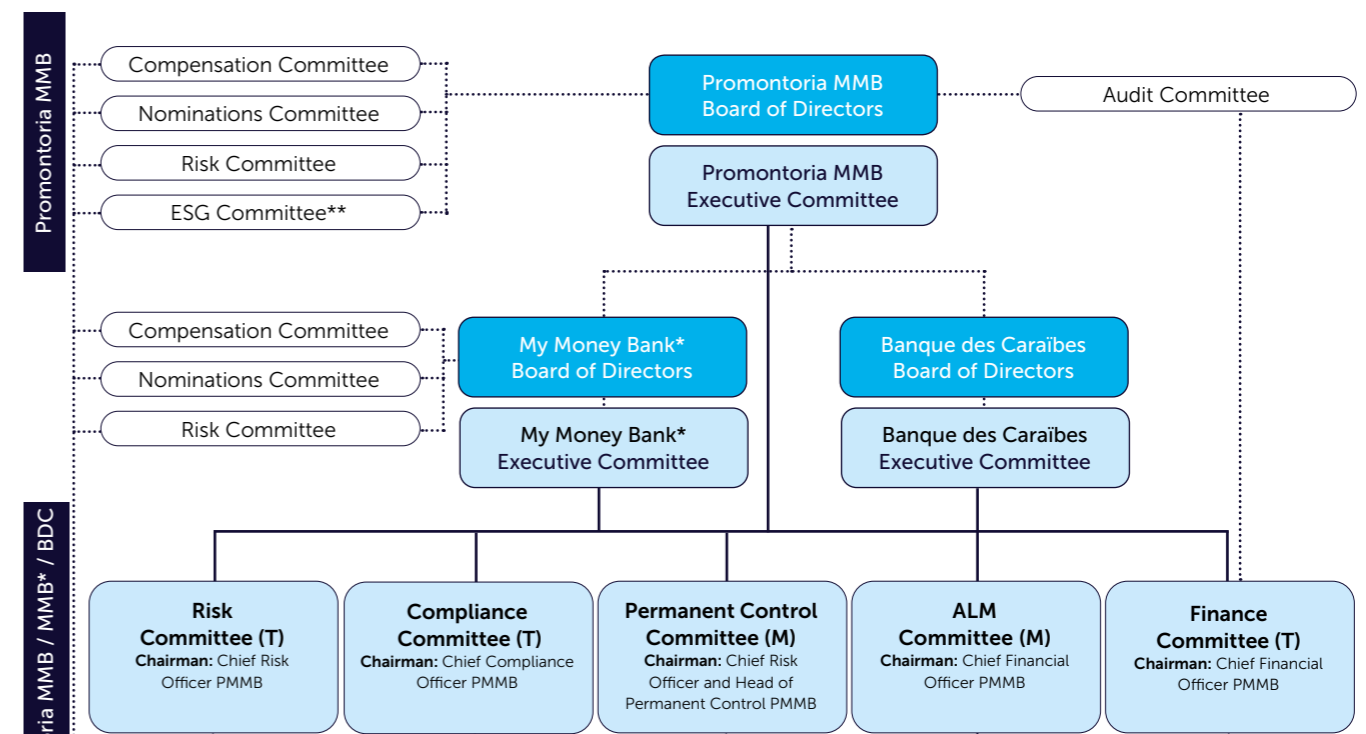 Promontoria MMB
Compensation Committee
Nominations Committee
Risk Committee
ESG Committee**
Promontoria MMB
Board of Directors
Audit Committee
Promontoria MMB
Executive Committee
Compensation Committee
Nominations Committee
Risk Committee
My Money Bank*
Board of Directors
Banque des Caraïbes
Board of Directors
My Money Bank*
Executive Committee
Banque des Caraïbes
Executive Committee
ria MMB / MMB* / BDC
Risk
Committee (T)
Chairman: Chief Risk
Officer PMMB
Compliance
Committee (T)
Chairman: Chief Compliance
Officer PMMB
Permanent Control
Committee (M)
Chairman: Chief Risk
Officer and Head of
Permanent Control PMMB
ALM
Committee (M)
Chairman: Chief Financial
Officer PMMB
Finance
Committee (T)
Chairman: Chief Financial
Officer PMMB